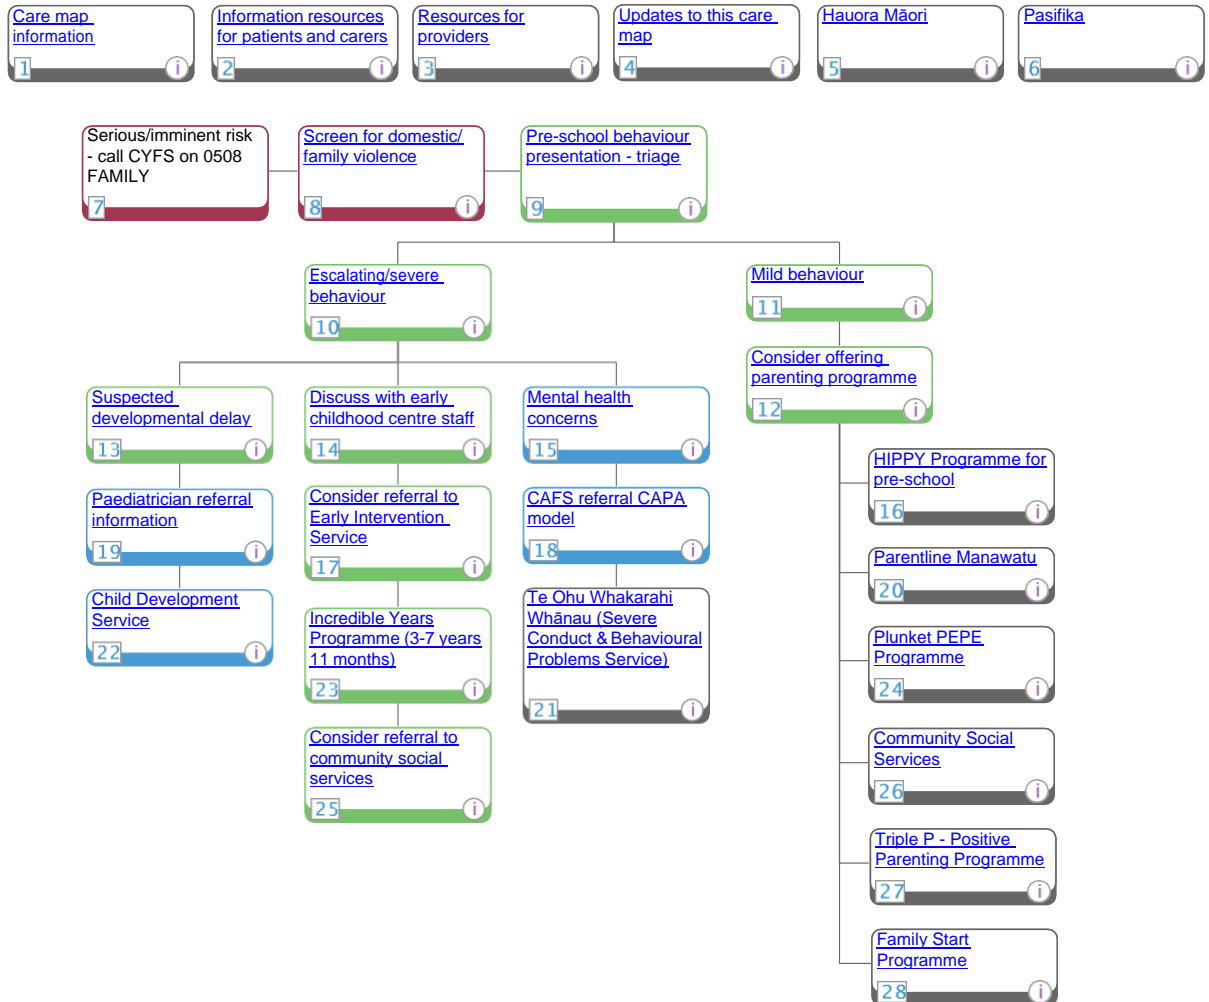 Care map
information
1
i
Information resources
for patients and carers
2
i
Resources for
providers
3
i
Updates to this care
map
4
i
Hauora Māori
5
i
Pasifika
6
i
Serious/imminent risk
- call CYFS on 0508
FAMILY
7
Screen for domestic/
family violence
8
i
Pre-school behaviour
presentation - triage
9
i
Escalating/severe
behaviour
10
i
Mild behaviour
11
i
Consider offering
parenting programme
12
i
Suspected
developmental delay
13
i
Discuss with early
childhood centre staff
14
i
Mental health
concerns
15
i
HIPPY Programme for
pre-school
16
i
Paediatrician referral
information
19
i
Consider referral to
Early Intervention
Service
17
i
CAFS referral CAPA
model
18
i
Parentline Manawatu
20
i
Child Development
Service
22
i
Incredible Years
Programme (3-7 years
11 months)
23
i
Te Ohu Whakarahi
Whānau (Severe
Conduct & Behavioural
Problems Service)
21
i
Plunket PEPE
Programme
24
i
Consider referral to
community social
services
25
i
Community Social
Services
26
i
Triple P - Positive
Parenting Programme
27
i
Family Start
Programme
28
i